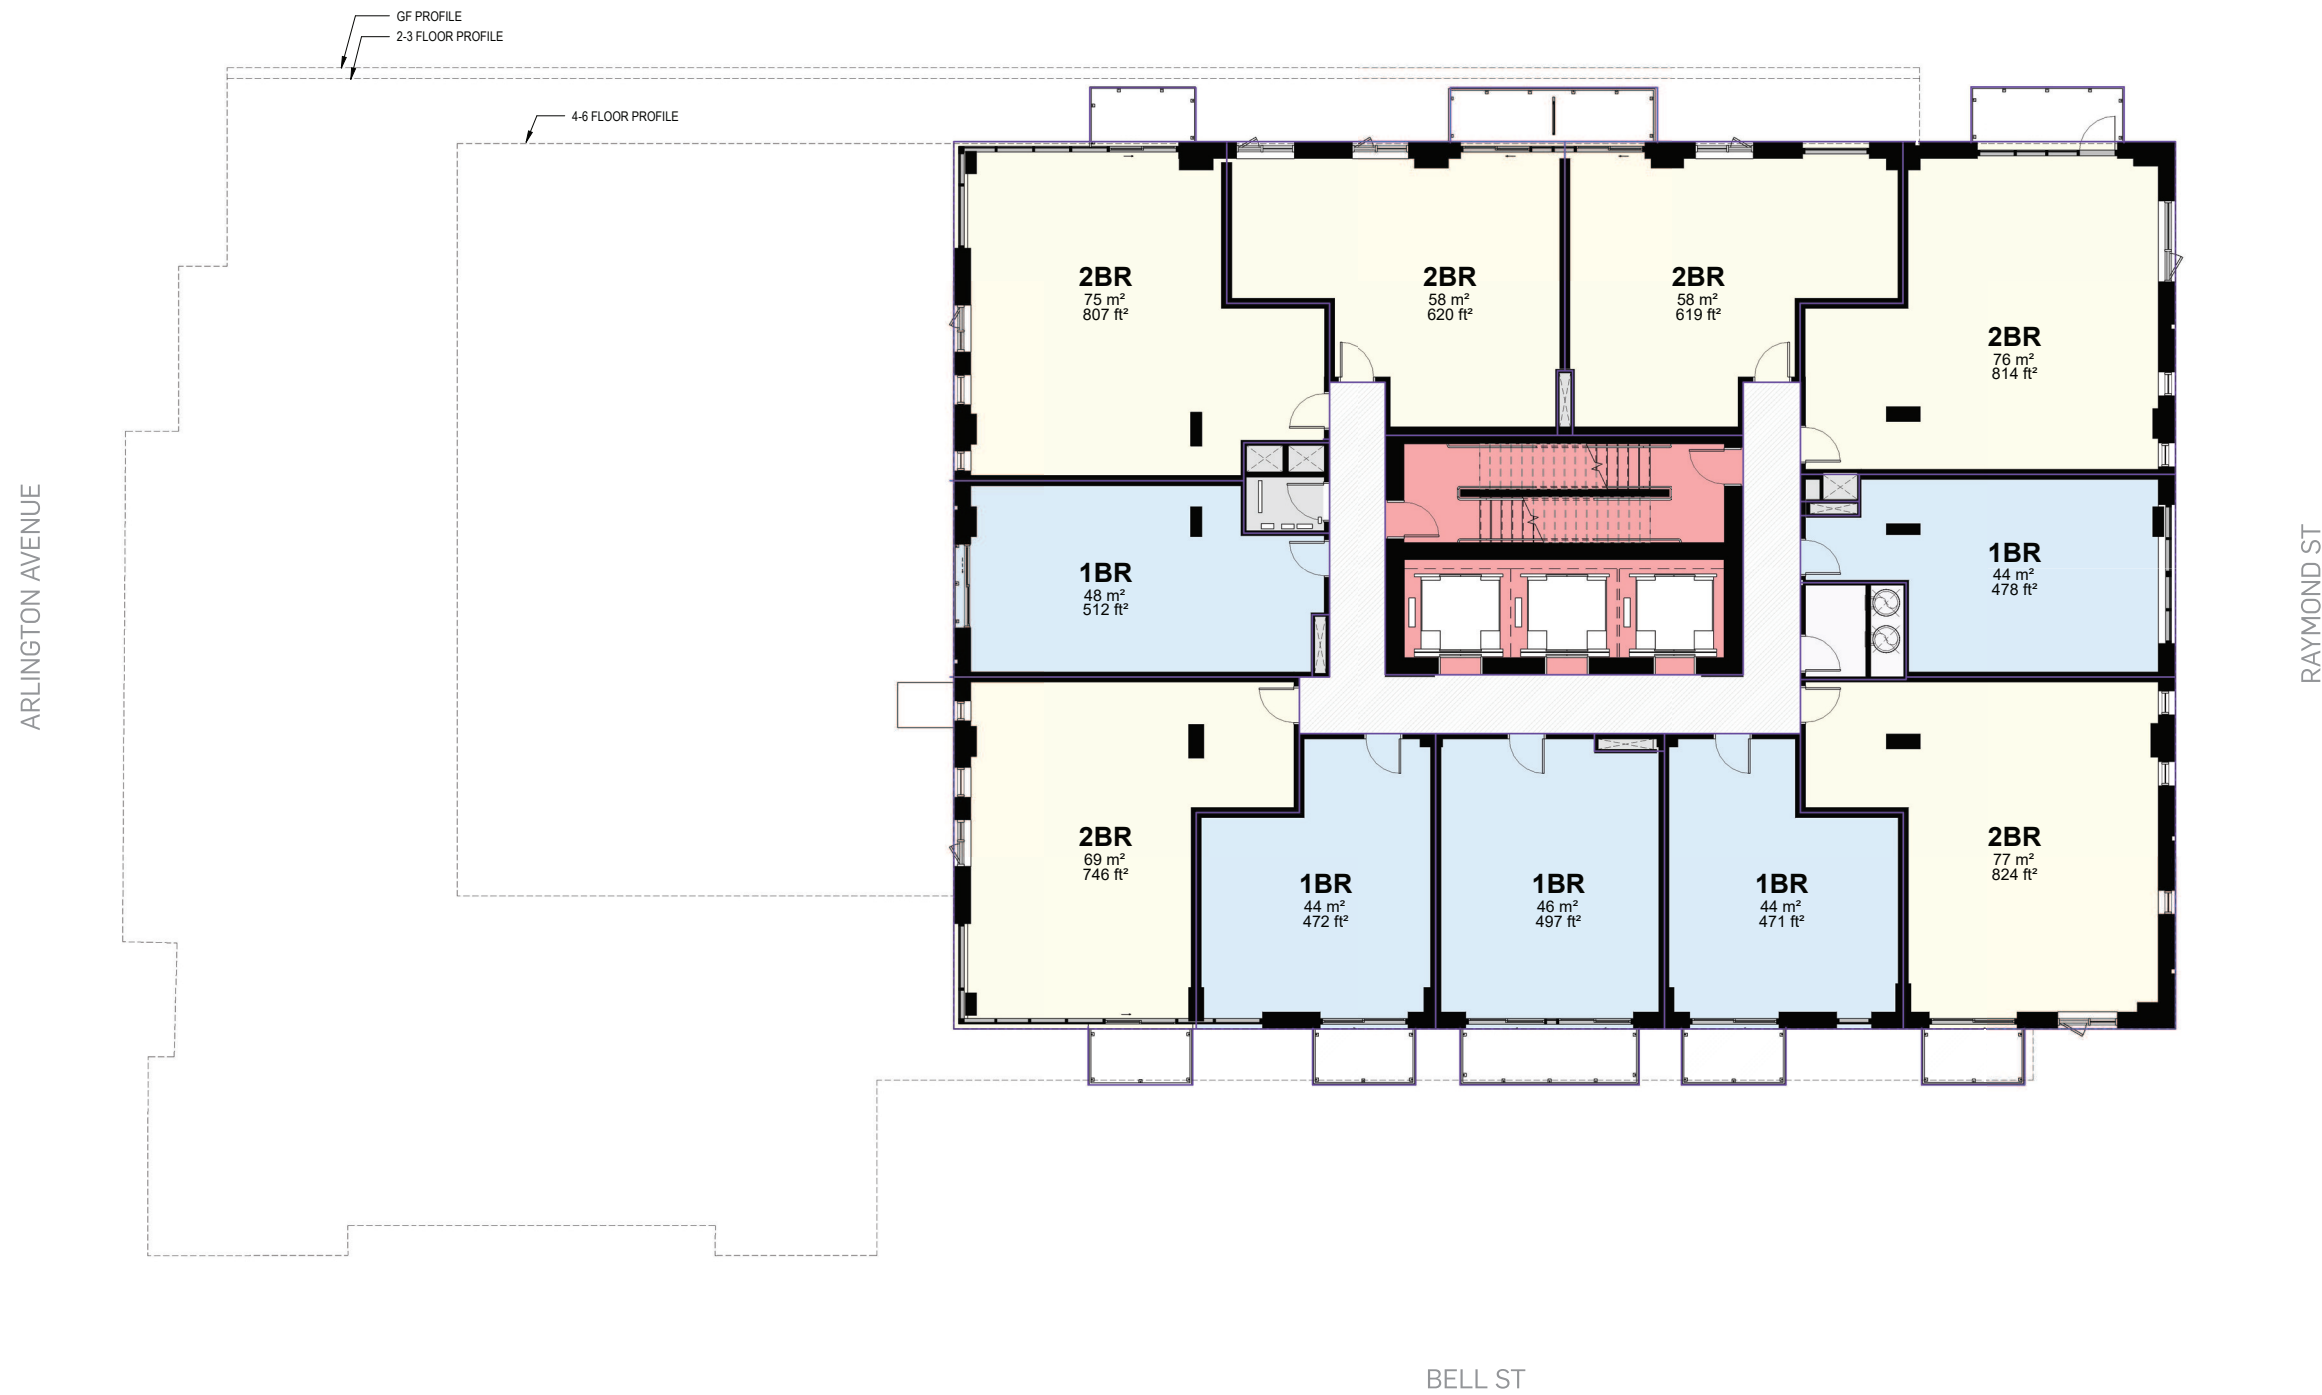 GF PROFILE
2-3 FLOOR PROFILE
4-6 FLOOR PROFILE
2BR
75 m²
807 ft²
2BR
58 m²
620 ft²
2BR
58 m²
619 ft²
2BR
76 m²
814 ft²
1BR
48 m²
512 ft²
1BR
44 m²
478 ft²
2BR
69 m²
746 ft²
1BR
44 m²
472 ft²
1BR
46 m²
497 ft²
1BR
44 m²
471 ft²
2BR
77 m²
824 ft²
ARLINGTON AVENUE
RAYMOND ST
BELL ST